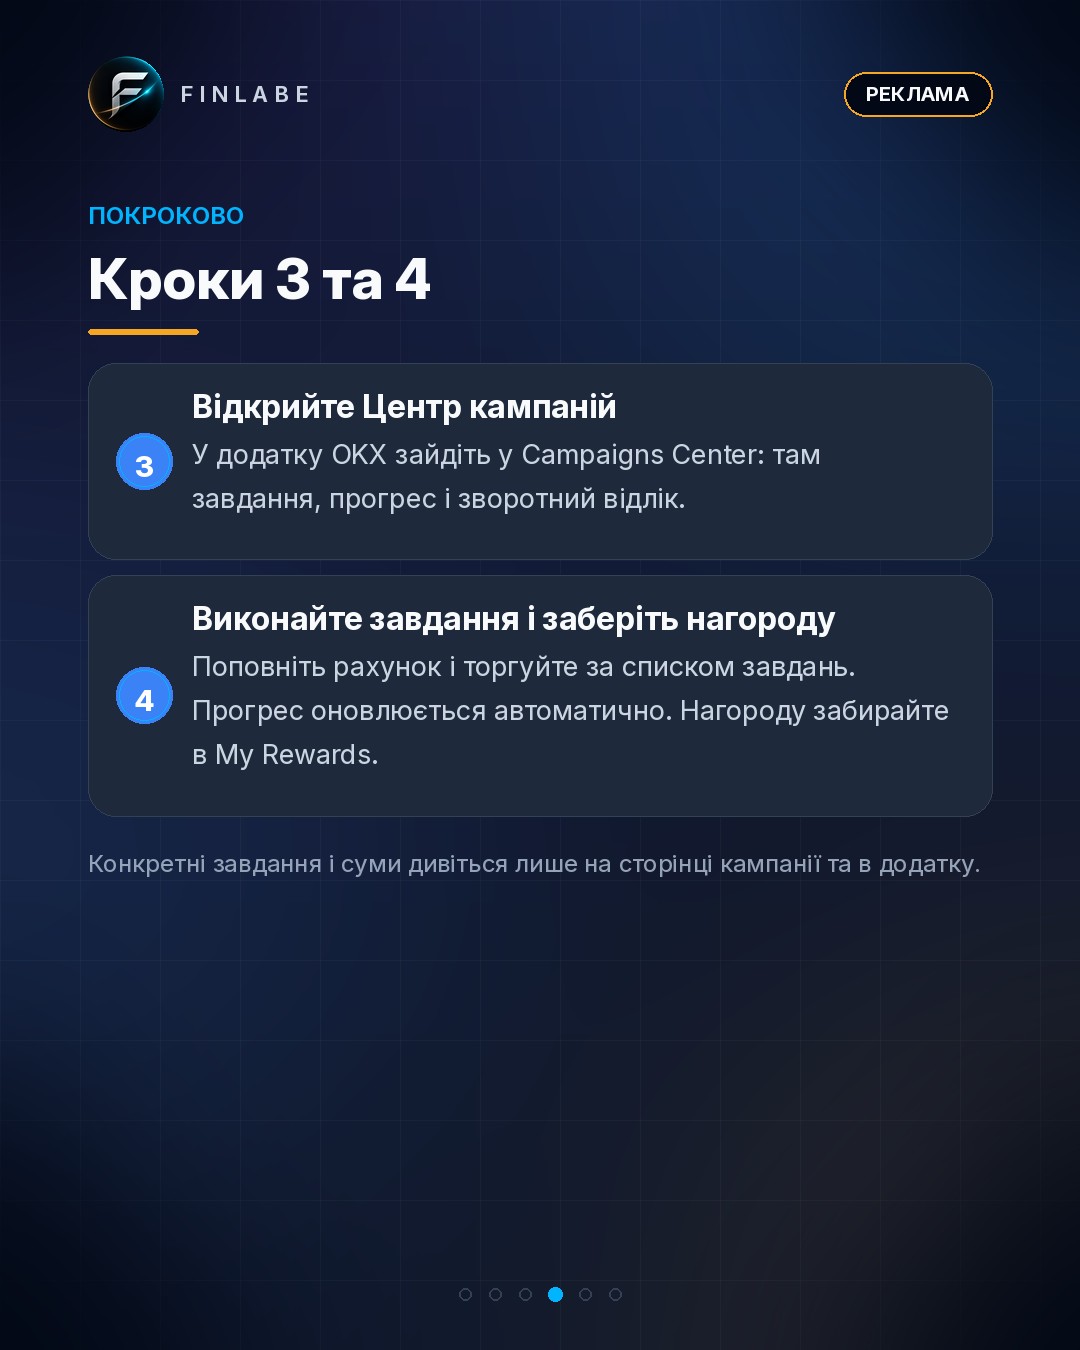 FINLABE
РЕКЛАМА
ПОКРОКОВО
Кроки 3 та 4
Відкрийте Центр кампаній
3
У додатку OKX зайдіть у Campaigns Center: там
завдання, прогрес і зворотний відлік.
Виконайте завдання і заберіть нагороду
4
Поповніть рахунок і торгуйте за списком завдань.
Прогрес оновлюється автоматично. Нагороду забирайте
в My Rewards.
Конкретні завдання і суми дивіться лише на сторінці кампанії та в додатку.